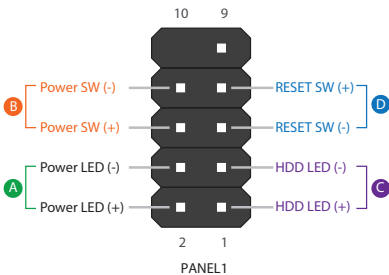 10 9
Power SW (-) RESET SW (+)
B D
Power SW (+) RESET SW (-)
Power LED (-) HDD LED (-)
A C
Power LED (+) HDD LED (+)
2 1
PANEL1